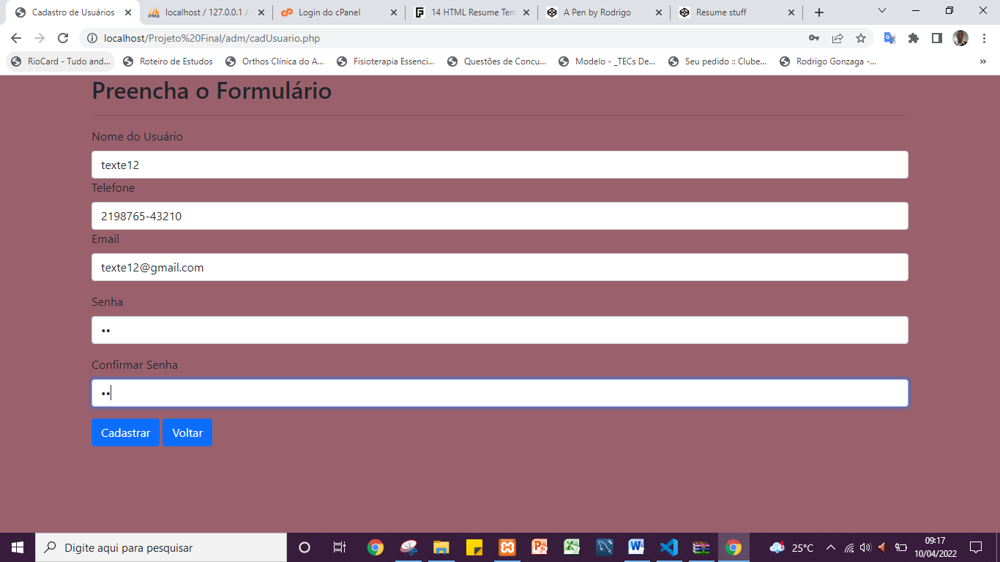 Cadastro de Usuários
localhost / 127.0.0.1 /
Login do cPanel
14 HTML Resume Tem
A Pen by Rodrigo
Resume stuff
localhost/Projeto%20Final/adm/cadUsuario.php
RioCard - Tudo and...
Roteiro de Estudos
Orthos Clínica do A...
Fisioterapia Essenci...
Questões de Concu...
Modelo - _TECs De...
Seu pedido :: Clube...
Rodrigo Gonzaga -...
Preencha o Formulário
Nome do Usuário
texte12
Telefone
2198765-43210
Email
texte12@gmail.com
Senha
••
Confirmar Senha
••
Cadastrar Voltar
Digite aqui para pesquisar
25°C
09:17
10/04/2022